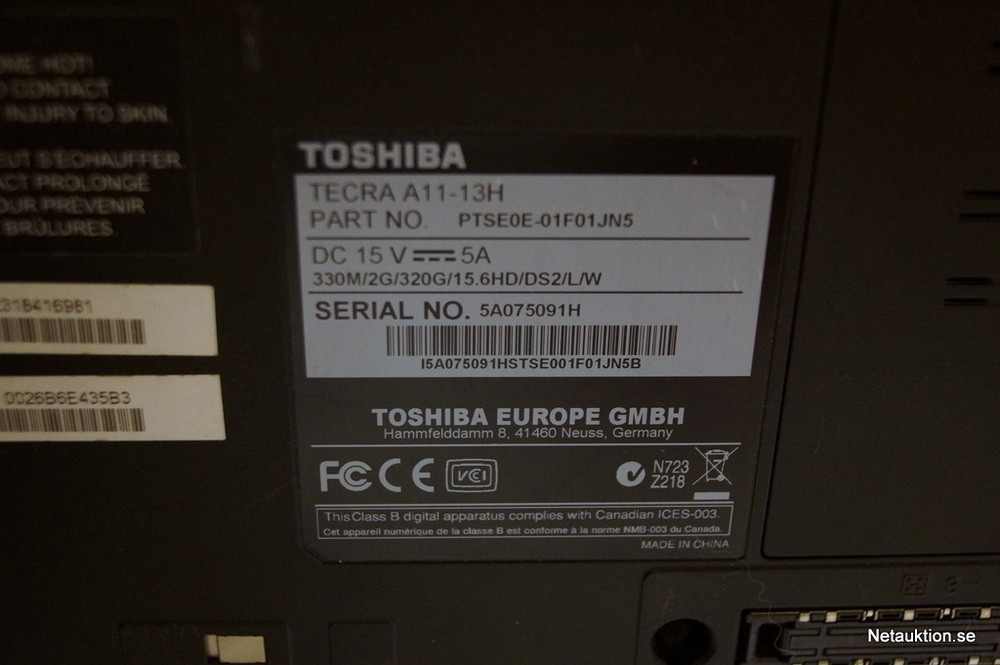 OME HOT!
CONTACT
INJURY TO SKIN.
EUT S'ECHAUFFER.
ACT PROLONGÉ
OUR PRÉVENIR
BRÛLURES.
2318416981
0026B6E435B3
TOSHIBA
TECRA A11-13H
PART NO. PTSE0E-01F01JN5
DC 15 V 5A
330M/2G/320G/15.6HD/DS2/L/W
SERIAL NO. 5A075091H
I5A075091HSTSE001F01JN5B
TOSHIBA EUROPE GMBH
Hammfelddamm 8, 41460 Neuss, Germany
FC CE VCI N723
Z218
This Class B digital apparatus complies with Canadian ICES-003.
Cet appareil numérique de la classe B est conforme à la norme NMB-003 du Canada.
MADE IN CHINA
Netauktion.se